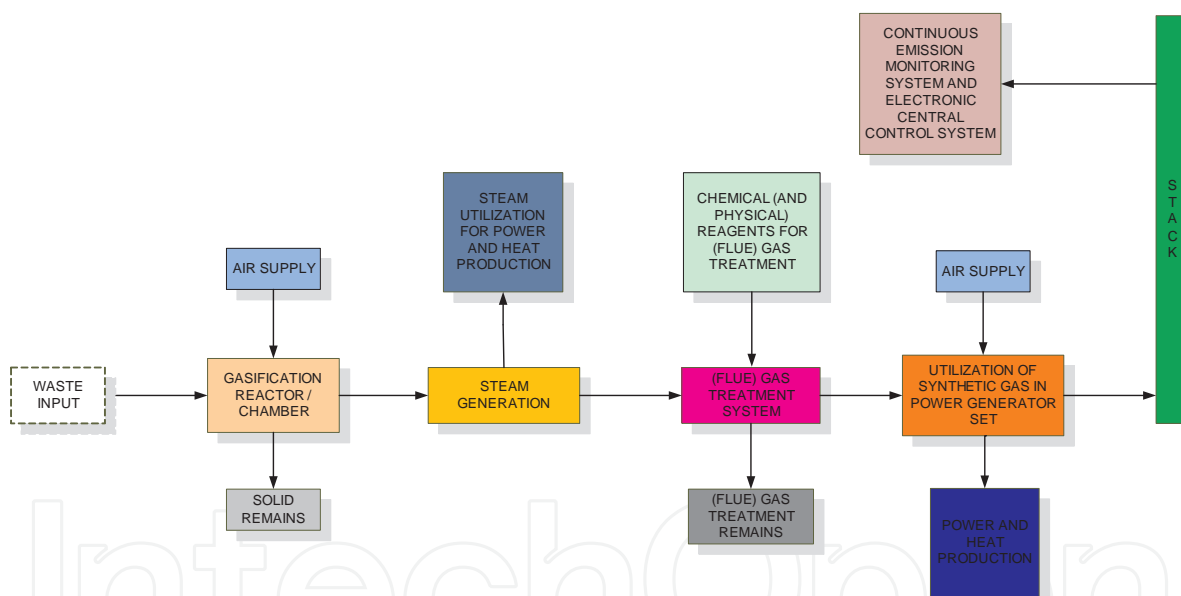 CONTINUOUS
EMISSION
MONITORING
SYSTEM AND
ELECTRONIC
CENTRAL
CONTROL SYSTEM
S
T
A
C
K
STEAM
UTILIZATION
FOR POWER
AND HEAT
PRODUCTION
CHEMICAL (AND
PHYSICAL)
REAGENTS FOR
(FLUE) GAS
TREATMENT
AIR SUPPLY
AIR SUPPLY
WASTE
INPUT
GASIFICATION
REACTOR /
CHAMBER
STEAM
GENERATION
(FLUE) GAS
TREATMENT
SYSTEM
UTILIZATION OF
SYNTHETIC GAS IN
POWER GENERATOR
SET
SOLID
REMAINS
(FLUE) GAS
TREATMENT
REMAINS
POWER AND
HEAT
PRODUCTION
IntechOpen